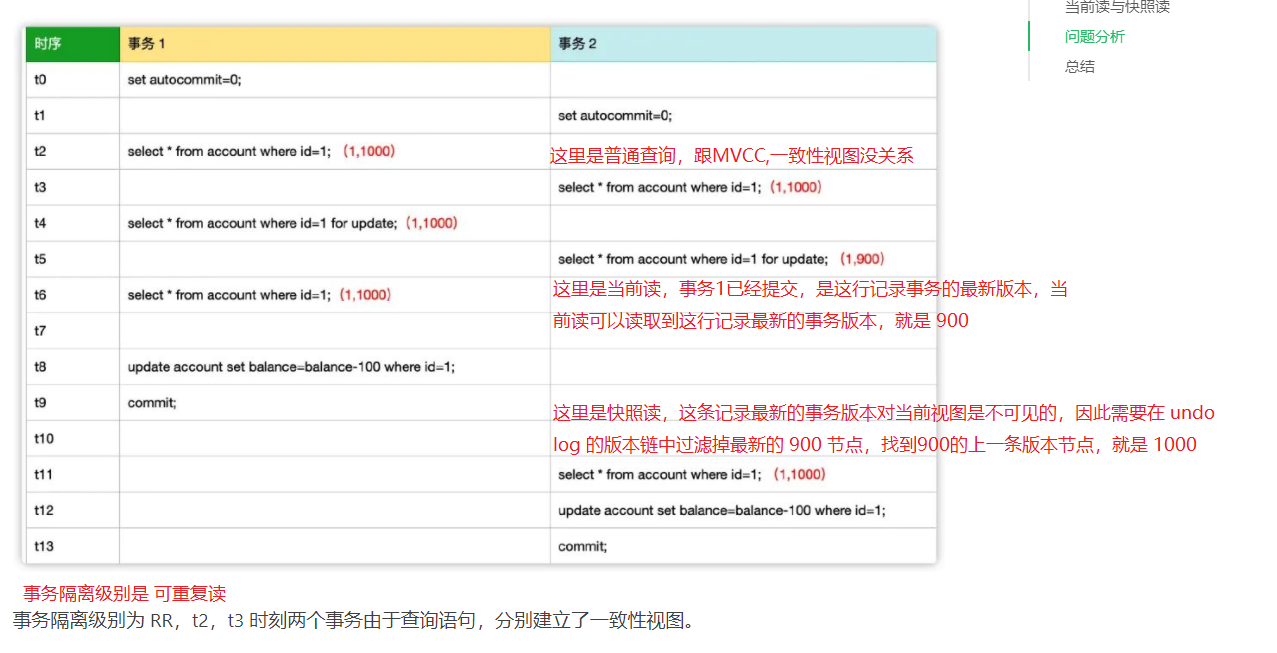 当前读与快照读
问题分析
总结
时序 事务 1 事务 2
t0 set autocommit=0;
t1 set autocommit=0;
t2 select * from account where id=1; （1,1000）
这里是普通查询，跟MVCC,一致性视图没关系
t3 select * from account where id=1;（1,1000）
t4 select * from account where id=1 for update;（1,1000）
t5 select * from account where id=1 for update; （1,900）
这里是当前读，事务1已经提交，是这行记录事务的最新版本，当
前读可以读取到这行记录最新的事务版本，就是 900
t6 select * from account where id=1;（1,1000）
t7
t8 update account set balance=balance-100 where id=1;
t9 commit;
这里是快照读，这条记录最新的事务版本对当前视图是不可见的，因此需要在 undo
log 的版本链中过滤掉最新的 900 节点，找到900的上一条版本节点，就是 1000
t10
t11 select * from account where id=1; （1,1000）
t12 update account set balance=balance-100 where id=1;
t13 commit;
事务隔离级别是 可重复读
事务隔离级别为 RR，t2，t3 时刻两个事务由于查询语句，分别建立了一致性视图。